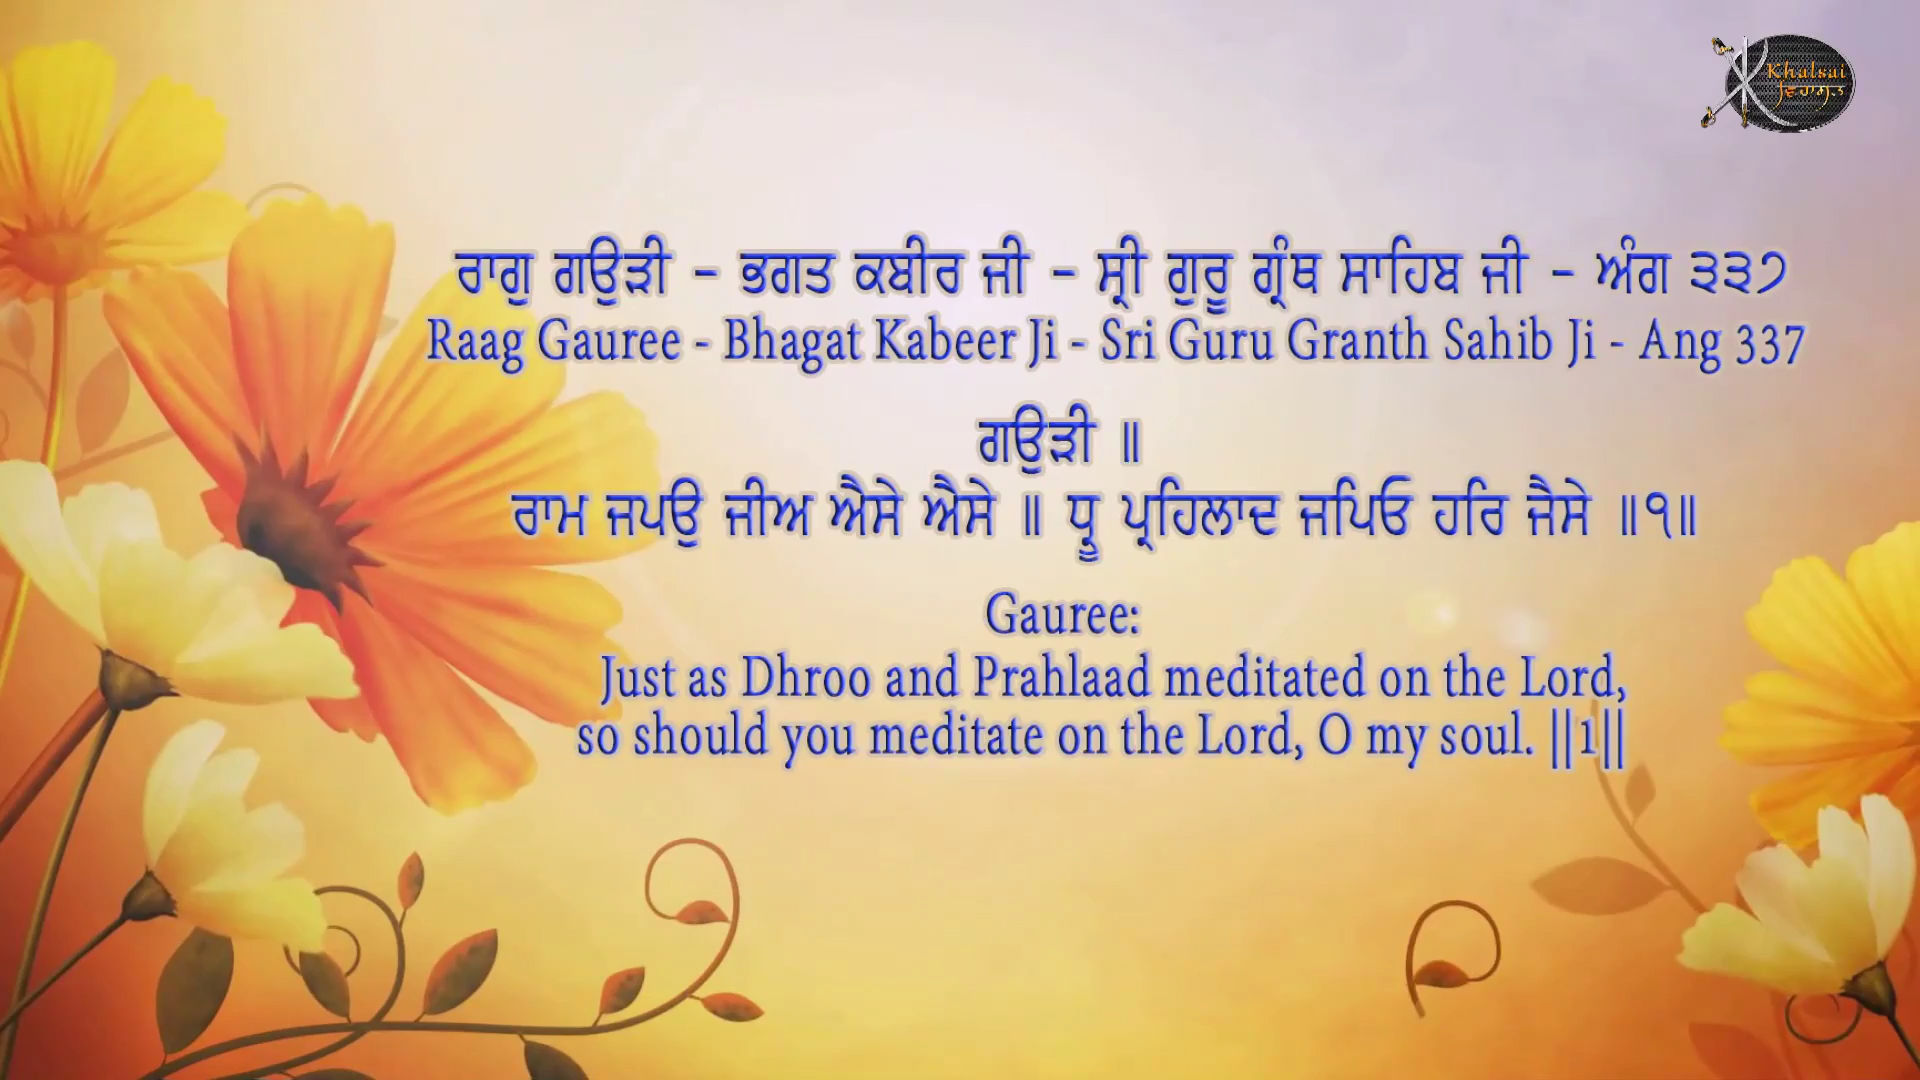 Khalsai
ਵਿਰਾਸਤ
ਰਾਗੁ ਗਉੜੀ – ਭਗਤ ਕਬੀਰ ਜੀ – ਸ੍ਰੀ ਗੁਰੂ ਗ੍ਰੰਥ ਸਾਹਿਬ ਜੀ – ਅੰਗ ੩੩੭
Raag Gauree - Bhagat Kabeer Ji - Sri Guru Granth Sahib Ji - Ang 337
ਗਉੜੀ ॥
ਰਾਮ ਜਪਉ ਜੀਅ ਐਸੇ ਐਸੇ ॥ ਧ੍ਰੂ ਪ੍ਰਹਿਲਾਦ ਜਪਿਓ ਹਰਿ ਜੈਸੇ ॥੧॥
Gauree:
Just as Dhroo and Prahlaad meditated on the Lord,
so should you meditate on the Lord, O my soul. ||1||